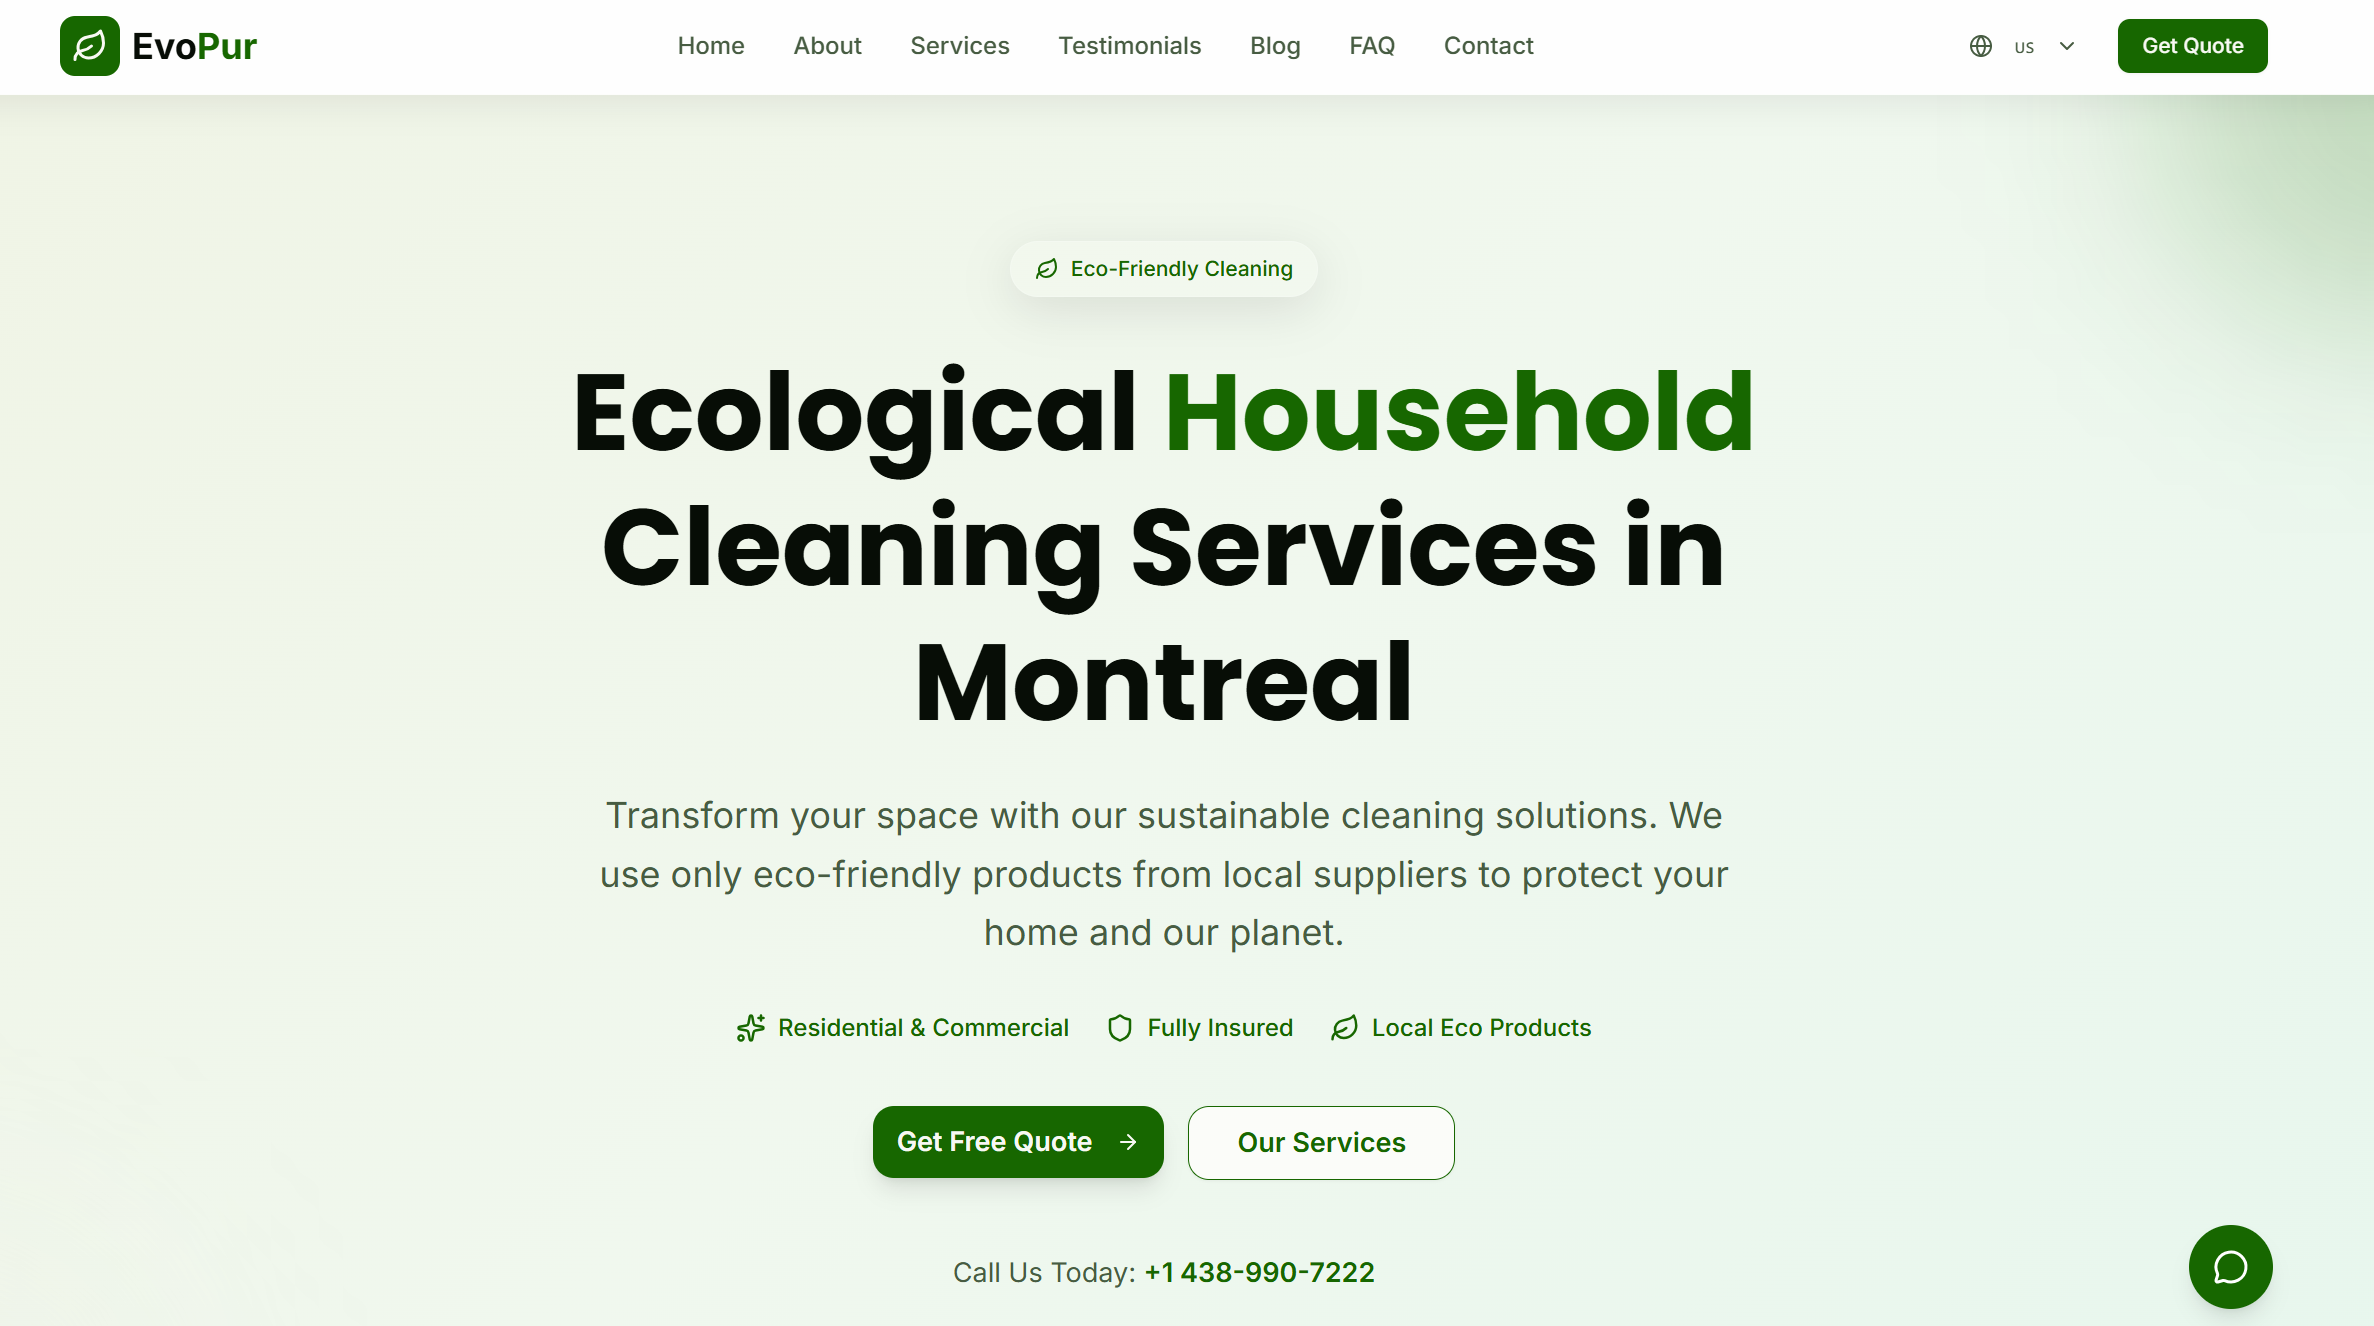 EvoPur
Home About Services Testimonials Blog FAQ Contact
US
Get Quote
Eco-Friendly Cleaning
Ecological Household
Cleaning Services in
Montreal
Transform your space with our sustainable cleaning solutions. We
use only eco-friendly products from local suppliers to protect your
home and our planet.
Residential & Commercial Fully Insured Local Eco Products
Get Free Quote
Our Services
Call Us Today: +1 438-990-7222